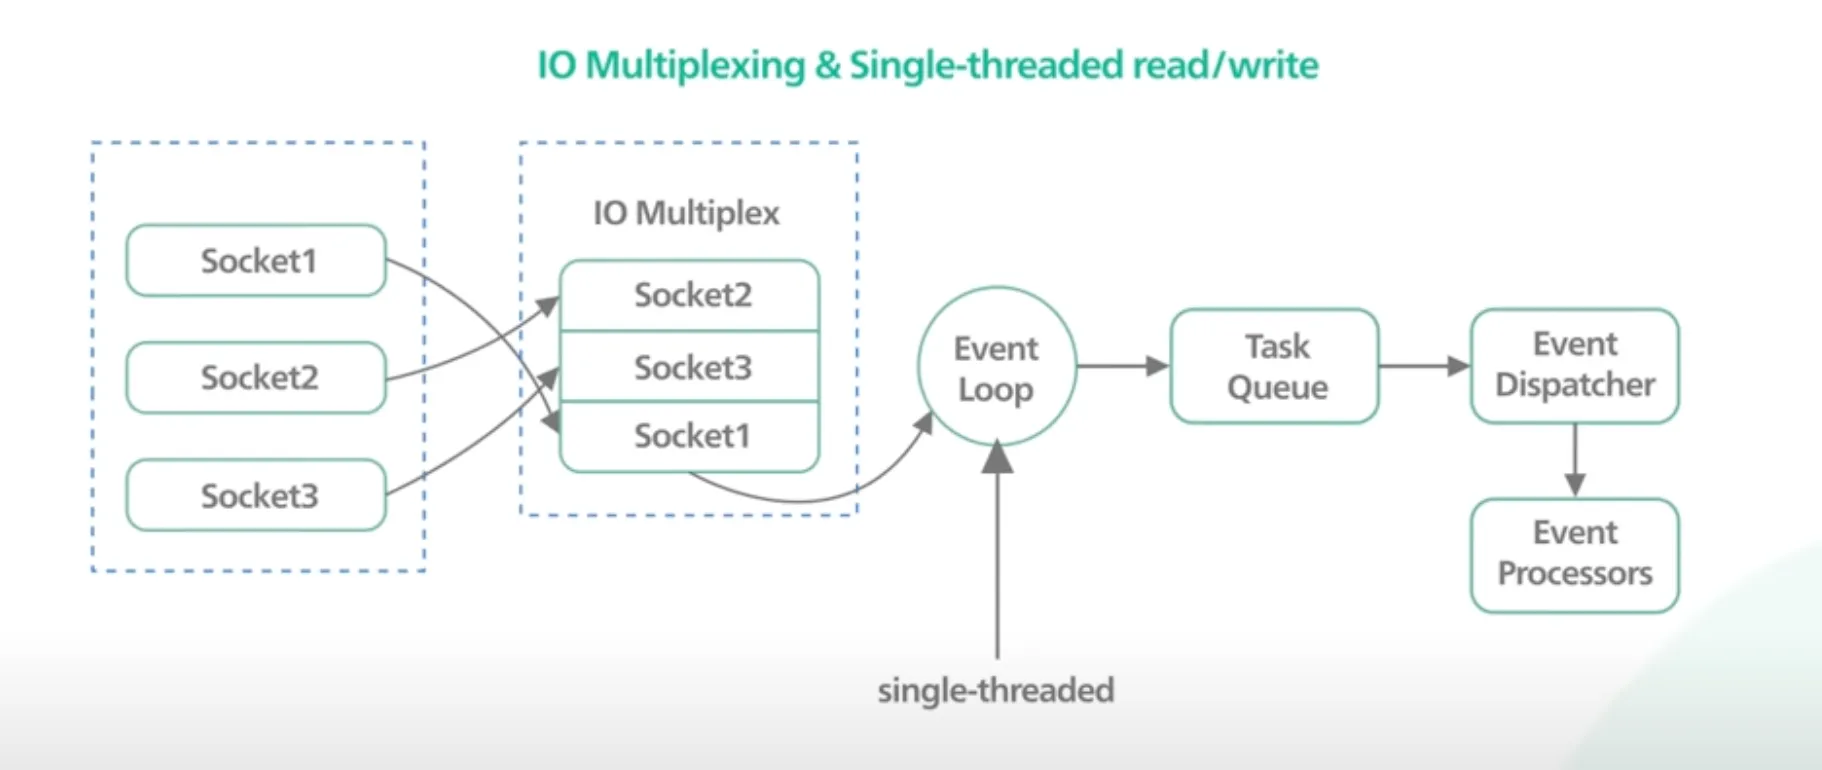 IO Multiplexing & Single-threaded read/write
Socket1
Socket2
Socket3
IO Multiplex
Socket2
Socket3
Socket1
Event
Loop
single-threaded
Task
Queue
Event
Dispatcher
Event
Processors